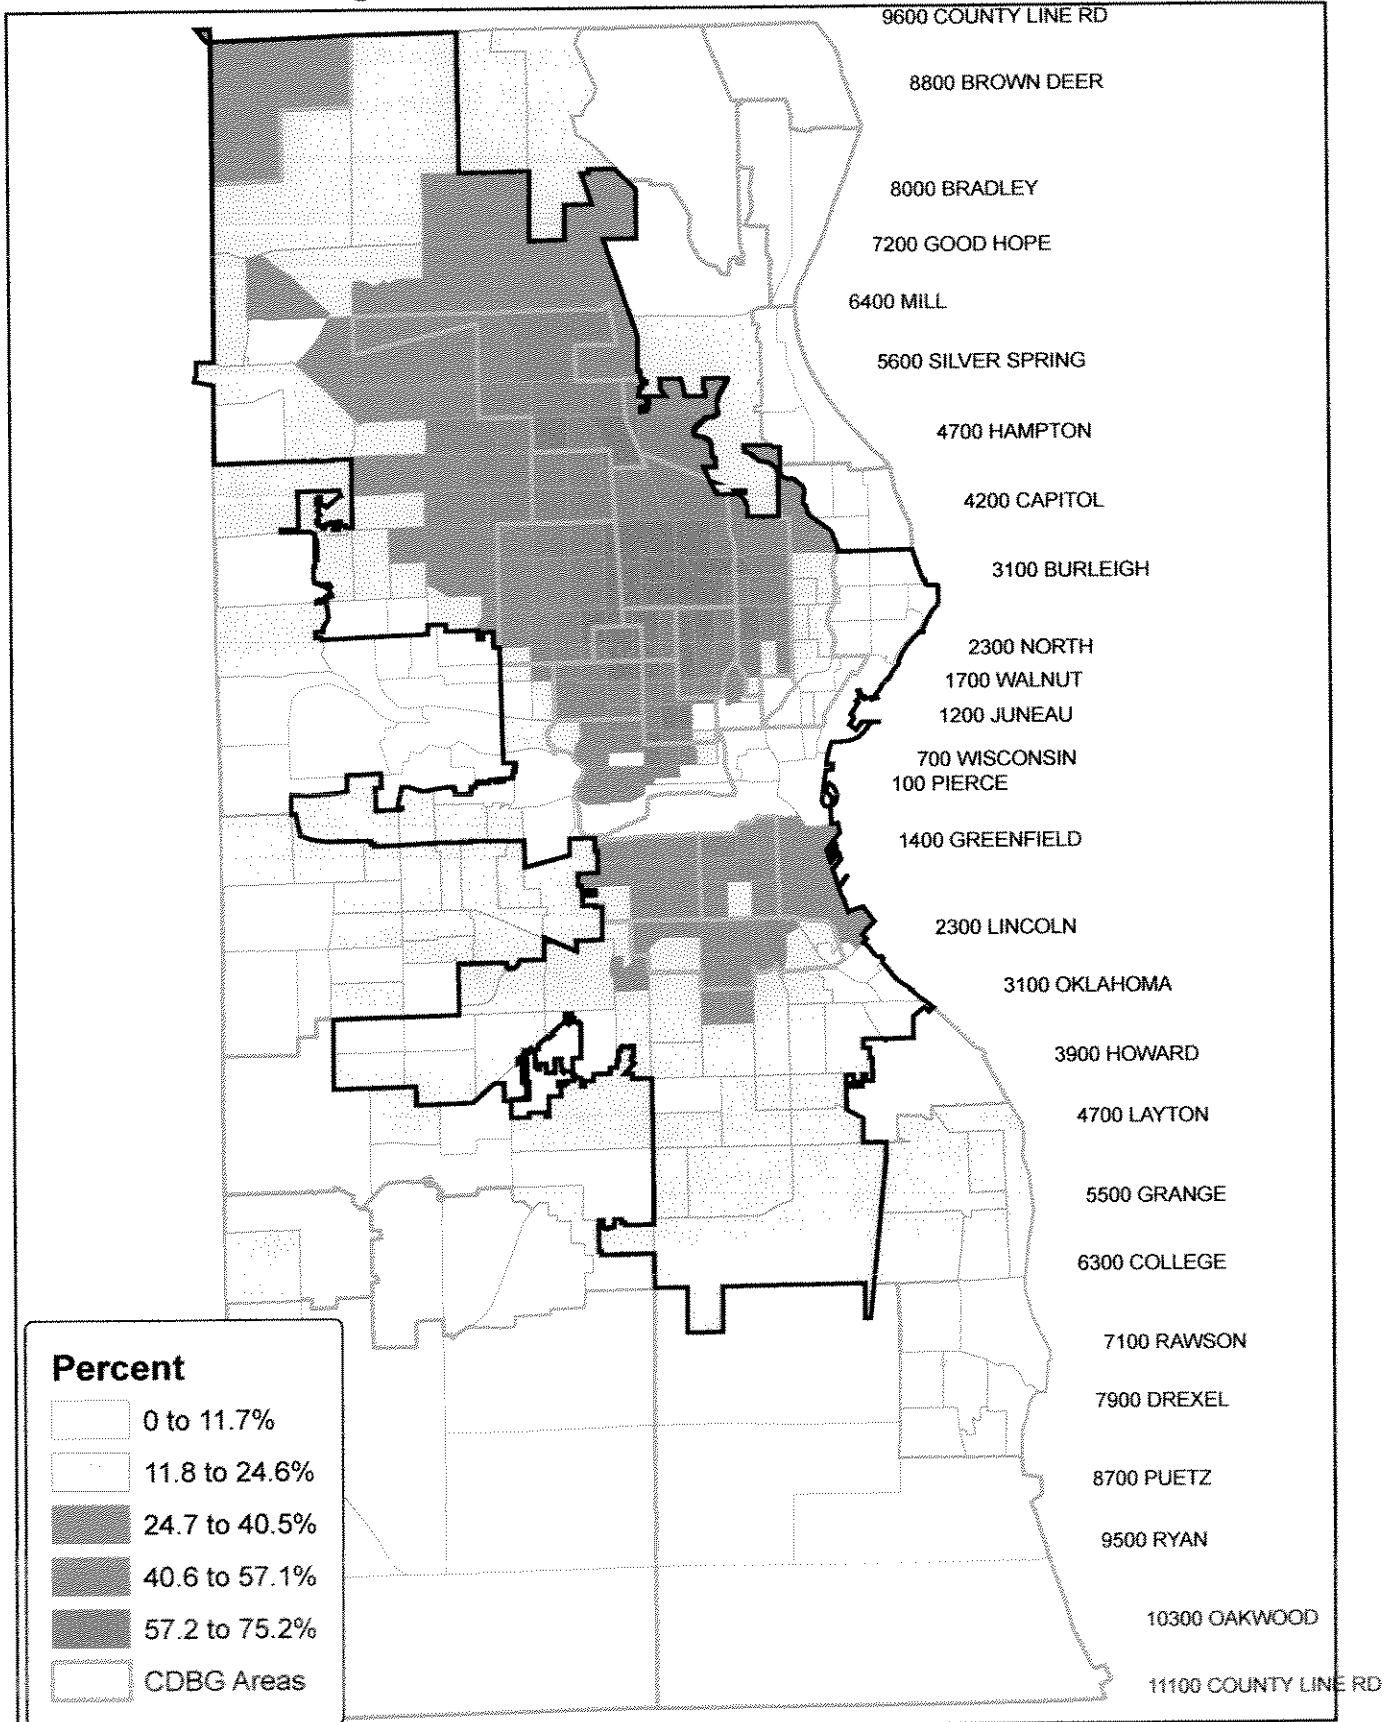 9600 COUNTY LINE RD
8800 BROWN DEER
8000 BRADLEY
7200 GOOD HOPE
6400 MILL
5600 SILVER SPRING
4700 HAMPTON
4200 CAPITOL
3100 BURLEIGH
2300 NORTH
1700 WALNUT
1200 JUNEAU
700 WISCONSIN
100 PIERCE
1400 GREENFIELD
2300 LINCOLN
3100 OKLAHOMA
3900 HOWARD
4700 LAYTON
5500 GRANGE
6300 COLLEGE
7100 RAWSON
7900 DREXEL
8700 PUETZ
9500 RYAN
10300 OAKWOOD
11100 COUNTY LINE RD
Percent
0 to 11.7%
11.8 to 24.6%
24.7 to 40.5%
40.6 to 57.1%
57.2 to 75.2%
CDBG Areas